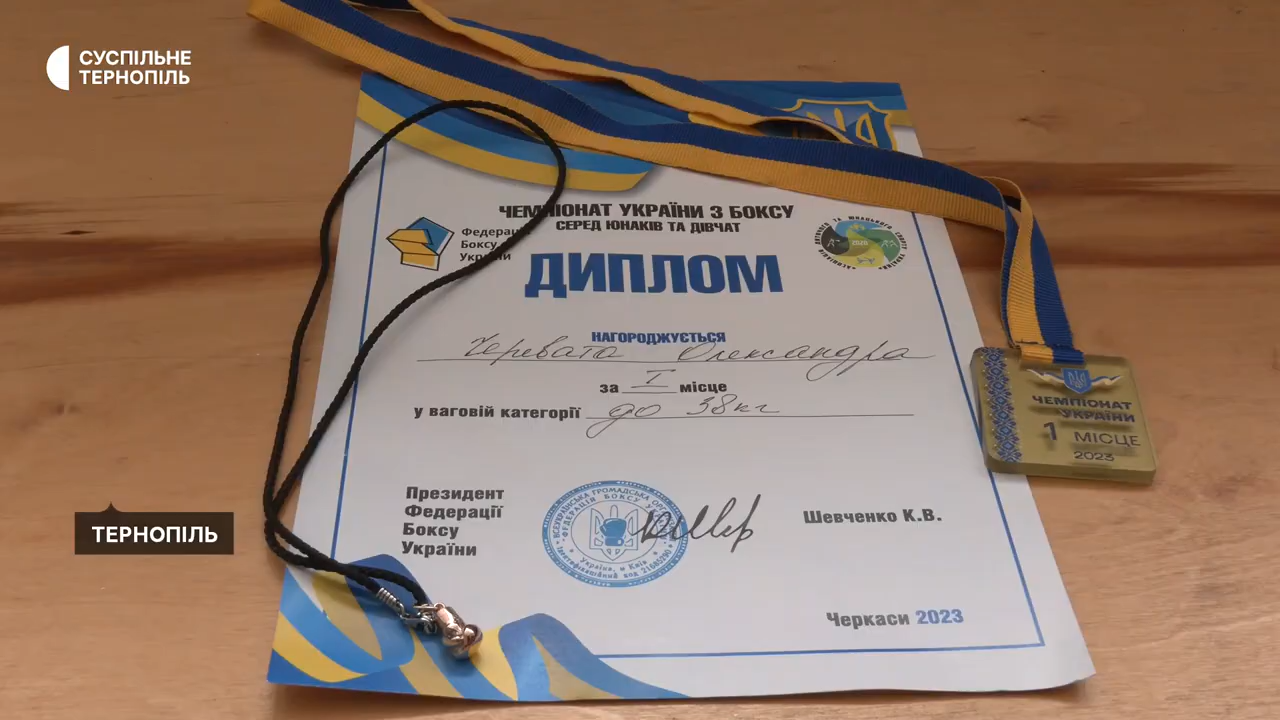 СУСПІЛЬНЕ
ТЕРНОПІЛЬ
ЧЕМПІОНАТ УКРАЇНИ З БОКСУ
СЕРЕД ЮНАКІВ ТА ДІВЧАТ
Федерація
Боксу
України
ДИПЛОМ
НАГОРОДЖУЄТЬСЯ
Черевата Олександра
за І місце
у ваговій категорії до 38кг
ЧЕМПІОНАТ
УКРАЇНИ
1 МІСЦЕ
2023
Президент
Федерації
Боксу
України
Шевченко К.В.
ТЕРНОПІЛЬ
Черкаси 2023